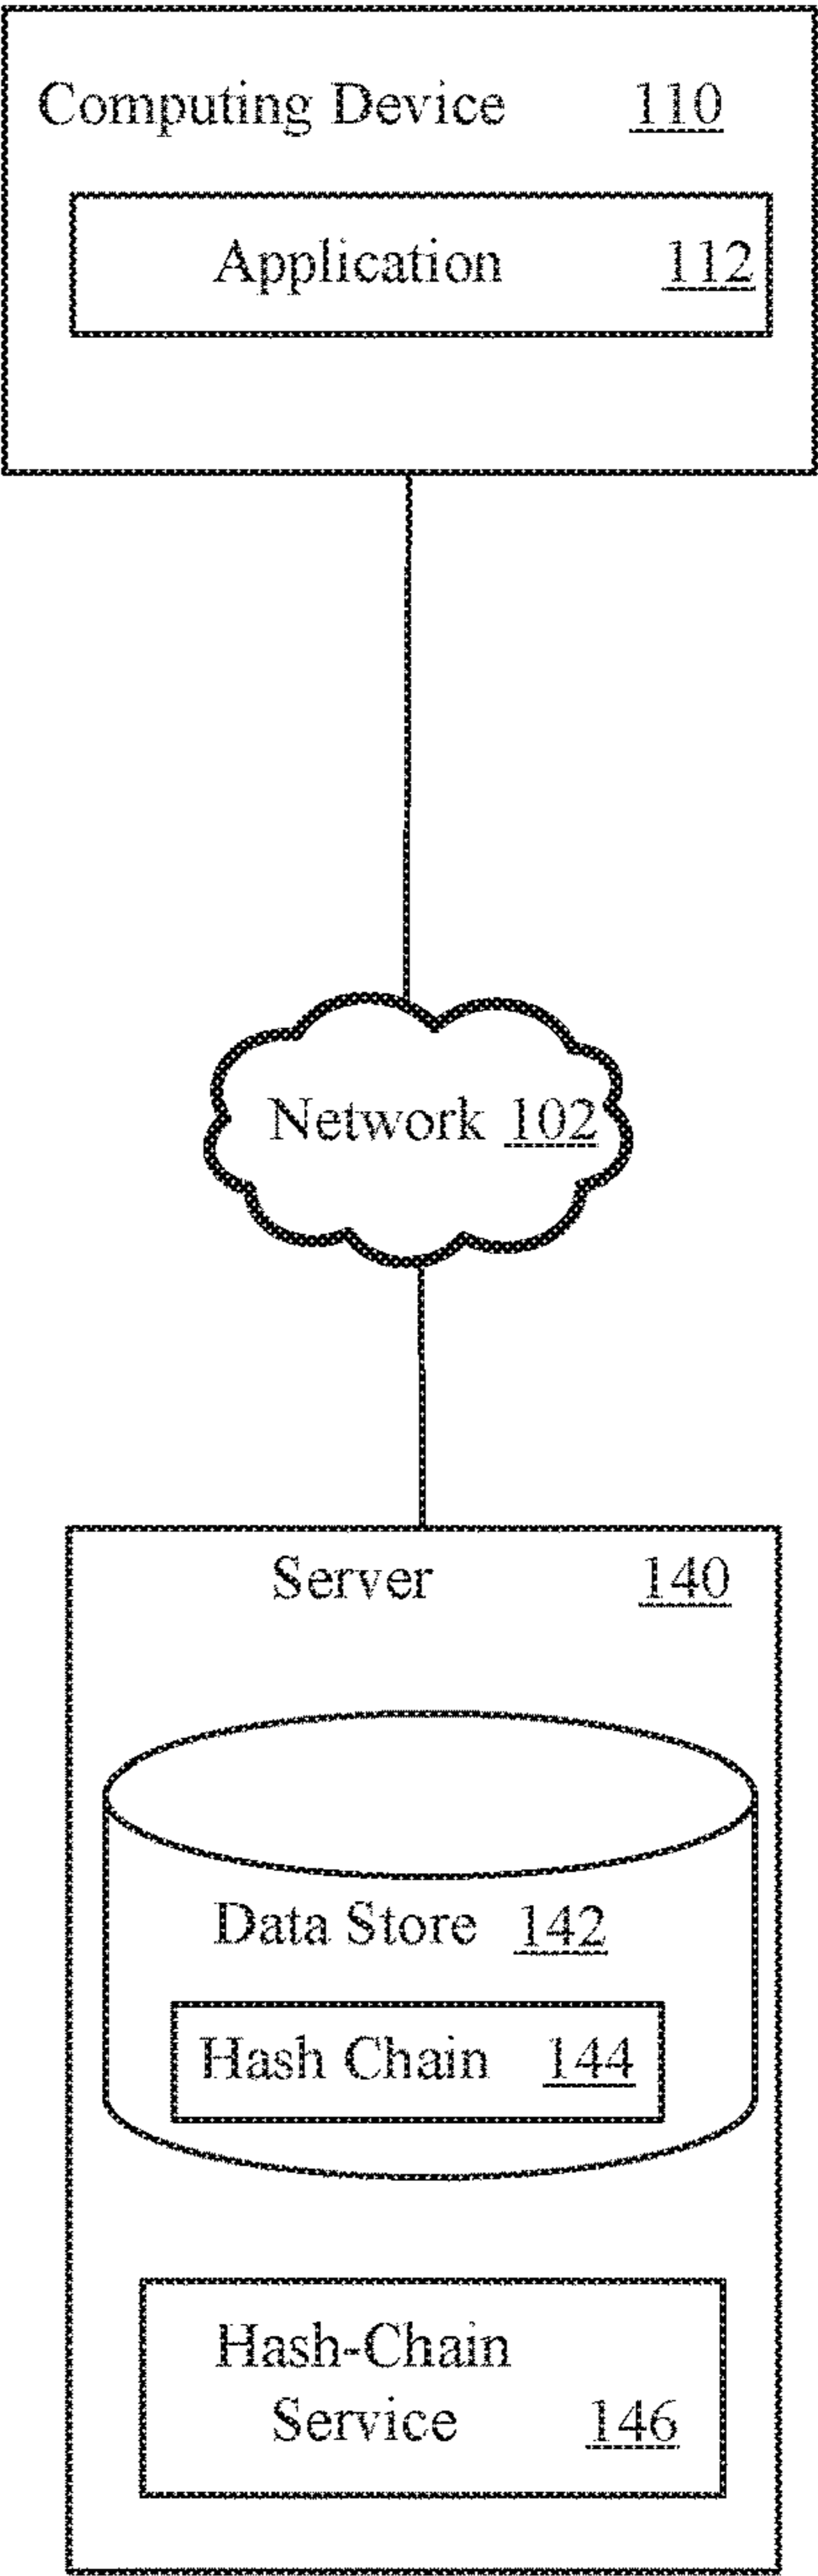 Computing Device 110
Application 112
Network 102
Server 140
Data Store 142
Hash Chain 144
Hash-Chain
Service 146